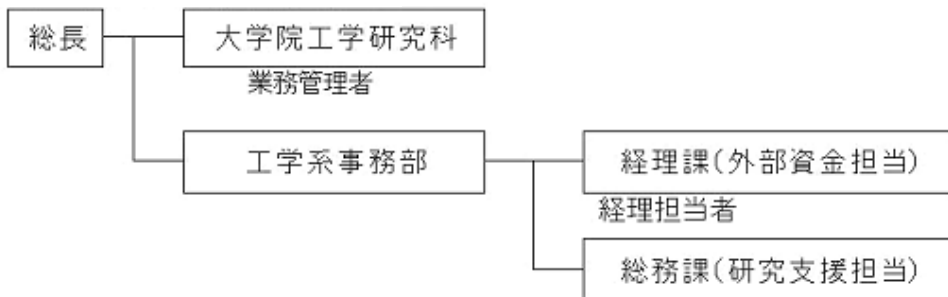 総長
大学院工学研究科
業務管理者
工学系事務部
経理課(外部資金担当)
経理担当者
総務課(研究支援担当)